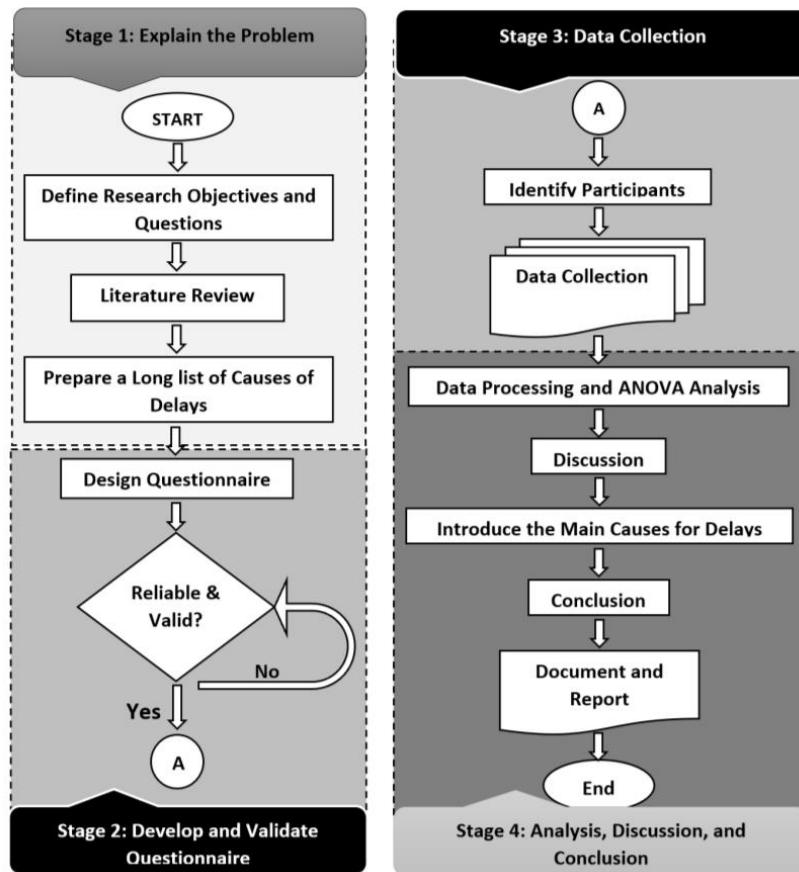 Stage 1: Explain the Problem
START
Define Research Objectives and
Questions
Literature Review
Prepare a Long list of Causes of
Delays
Design Questionnaire
Reliable &
Valid?
No
Yes
A
Stage 2: Develop and Validate
Questionnaire
Stage 3: Data Collection
A
Identify Participants
Data Collection
Data Processing and ANOVA Analysis
Discussion
Introduce the Main Causes for Delays
Conclusion
Document and
Report
End
Stage 4: Analysis, Discussion, and
Conclusion